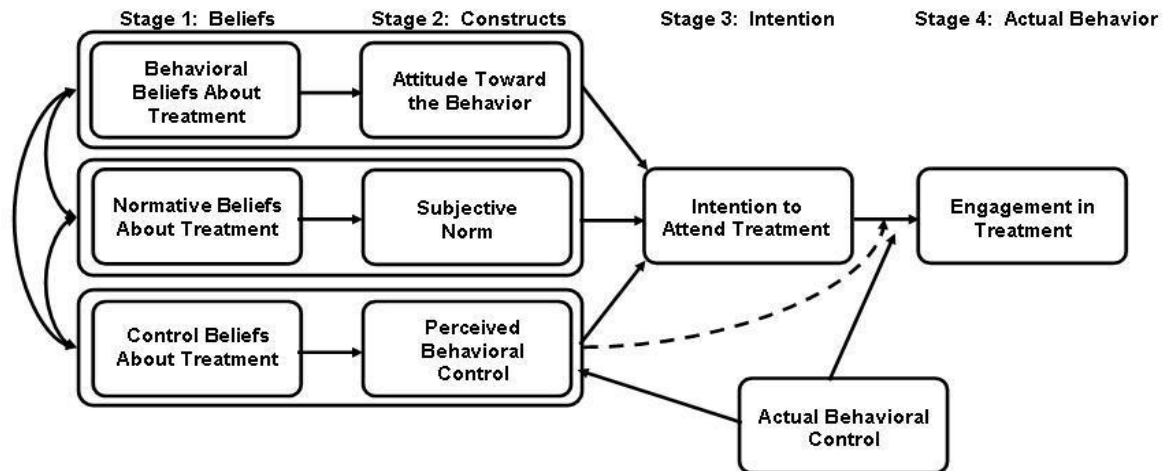 Stage 1:  Beliefs
Stage 2:  Constructs
Stage 3:  Intention
Stage 4:  Actual Behavior
Behavioral
Beliefs About
Treatment
Attitude Toward
the Behavior
Normative Beliefs
About Treatment
Subjective
Norm
Intention to
Attend Treatment
Engagement in
Treatment
Control Beliefs
About Treatment
Perceived
Behavioral
Control
Actual Behavioral
Control